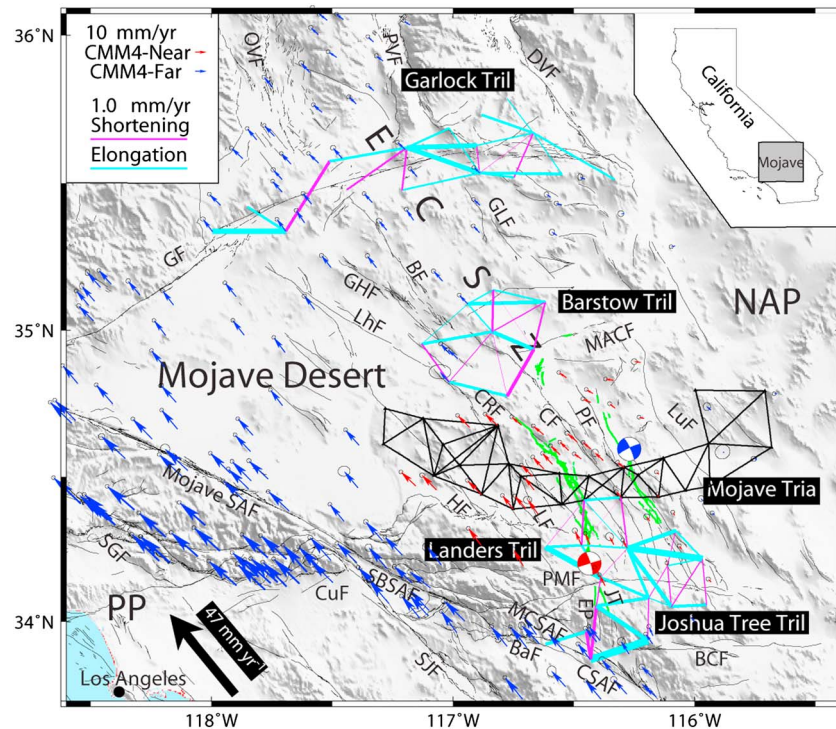 36°N
35°N
34°N
118°W
117°W
116°W
10 mm/yr
CMM4-Near
CMM4-Far
1.0 mm/yr
Shortening
Elongation
OVF
PVF
DVF
Garlock Tril
California
Mojave
E
C
S
Z
GF
GLF
BF
GHF
LhF
Barstow Tril
NAP
MACF
Mojave Desert
CRF
CF
PF
LuF
Mojave SAF
HF
LF
Mojave Tria
Landers Tril
SGF
PMF
CuF
SBSAF
EP
JT
PP
47 mm yr⁻¹
MCSAF
Joshua Tree Tril
BaF
BCF
SJF
CSAF
Los Angeles